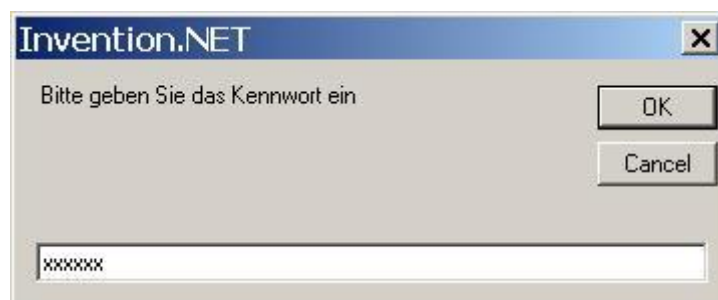 Invention.NET
Bitte geben Sie das Kennwort ein
OK
Cancel
xxxxxx